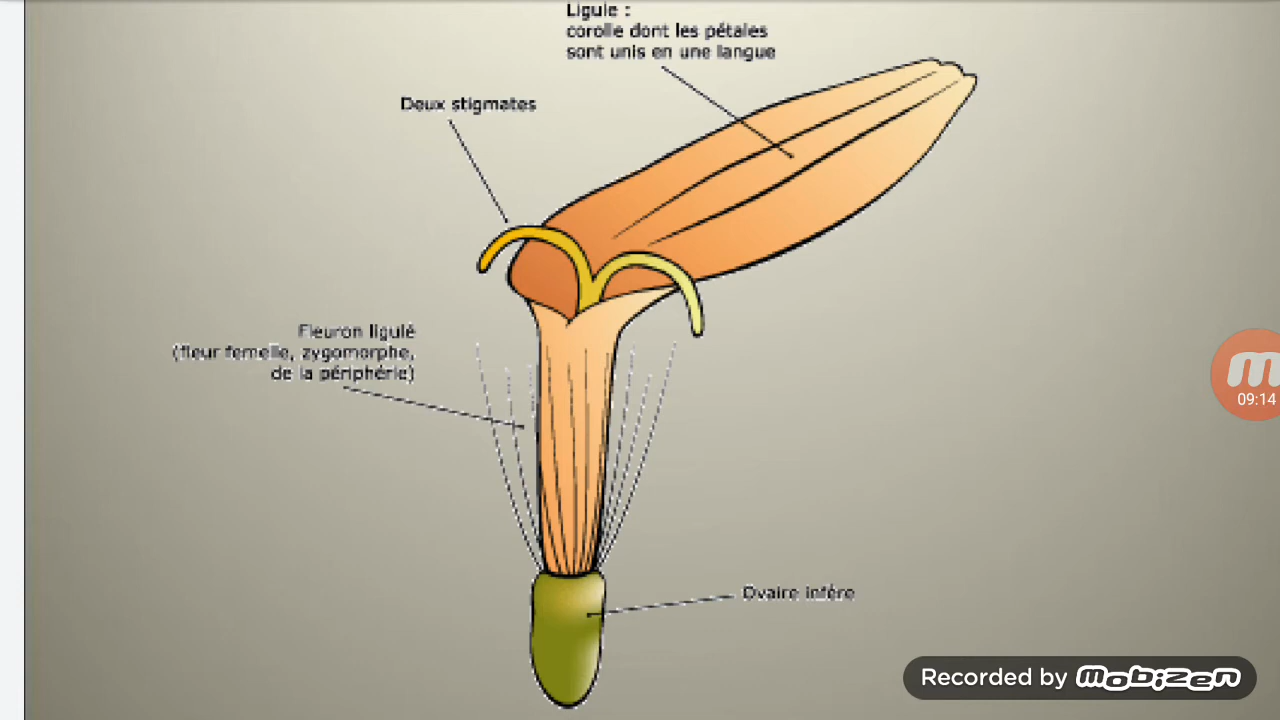 Ligule :
corolle dont les pétales
sont unis en une langue
Deux stigmates
Fleuron ligulé
(fleur femelle, zygomorphe,
de la périphérie)
Ovaire infère
09:14
Recorded by mobizen